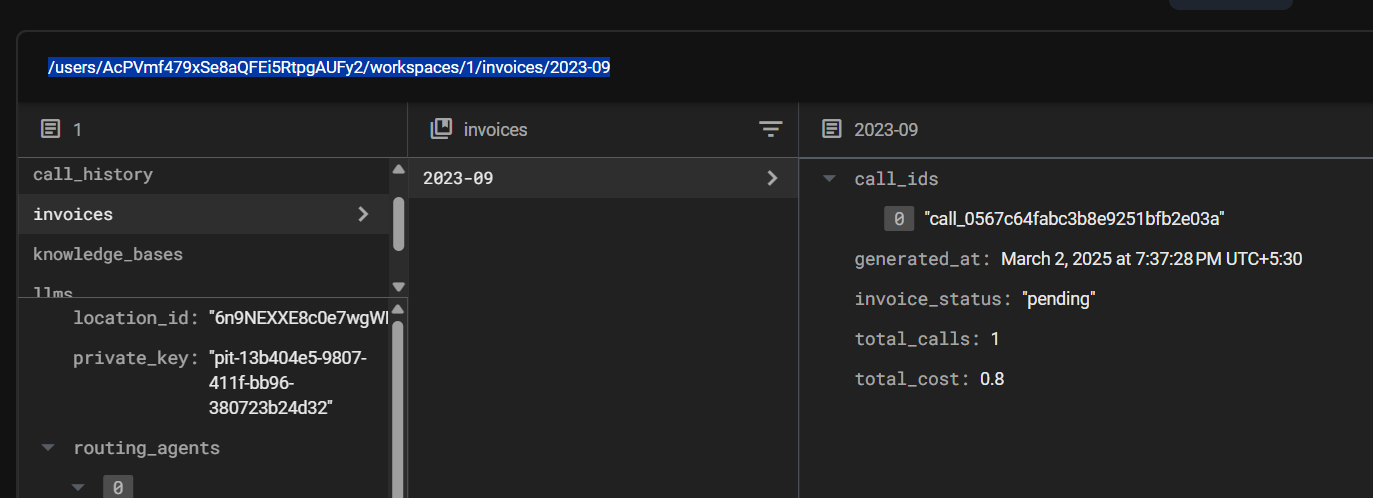 /users/AcPVmf479xSe8aQFEi5RtpgAUFy2/workspaces/1/invoices/2023-09
1
invoices
2023-09
call_history
invoices
knowledge_bases
llms
location_id: "6n9NEXXE8c0e7wgW
private_key: "pit-13b404e5-9807-
411f-bb96-
380723b24d32"
routing_agents
0
2023-09
call_ids
0 "call_0567c64fabc3b8e9251bfb2e03a"
generated_at: March 2, 2025 at 7:37:28 PM UTC+5:30
invoice_status: "pending"
total_calls: 1
total_cost: 0.8